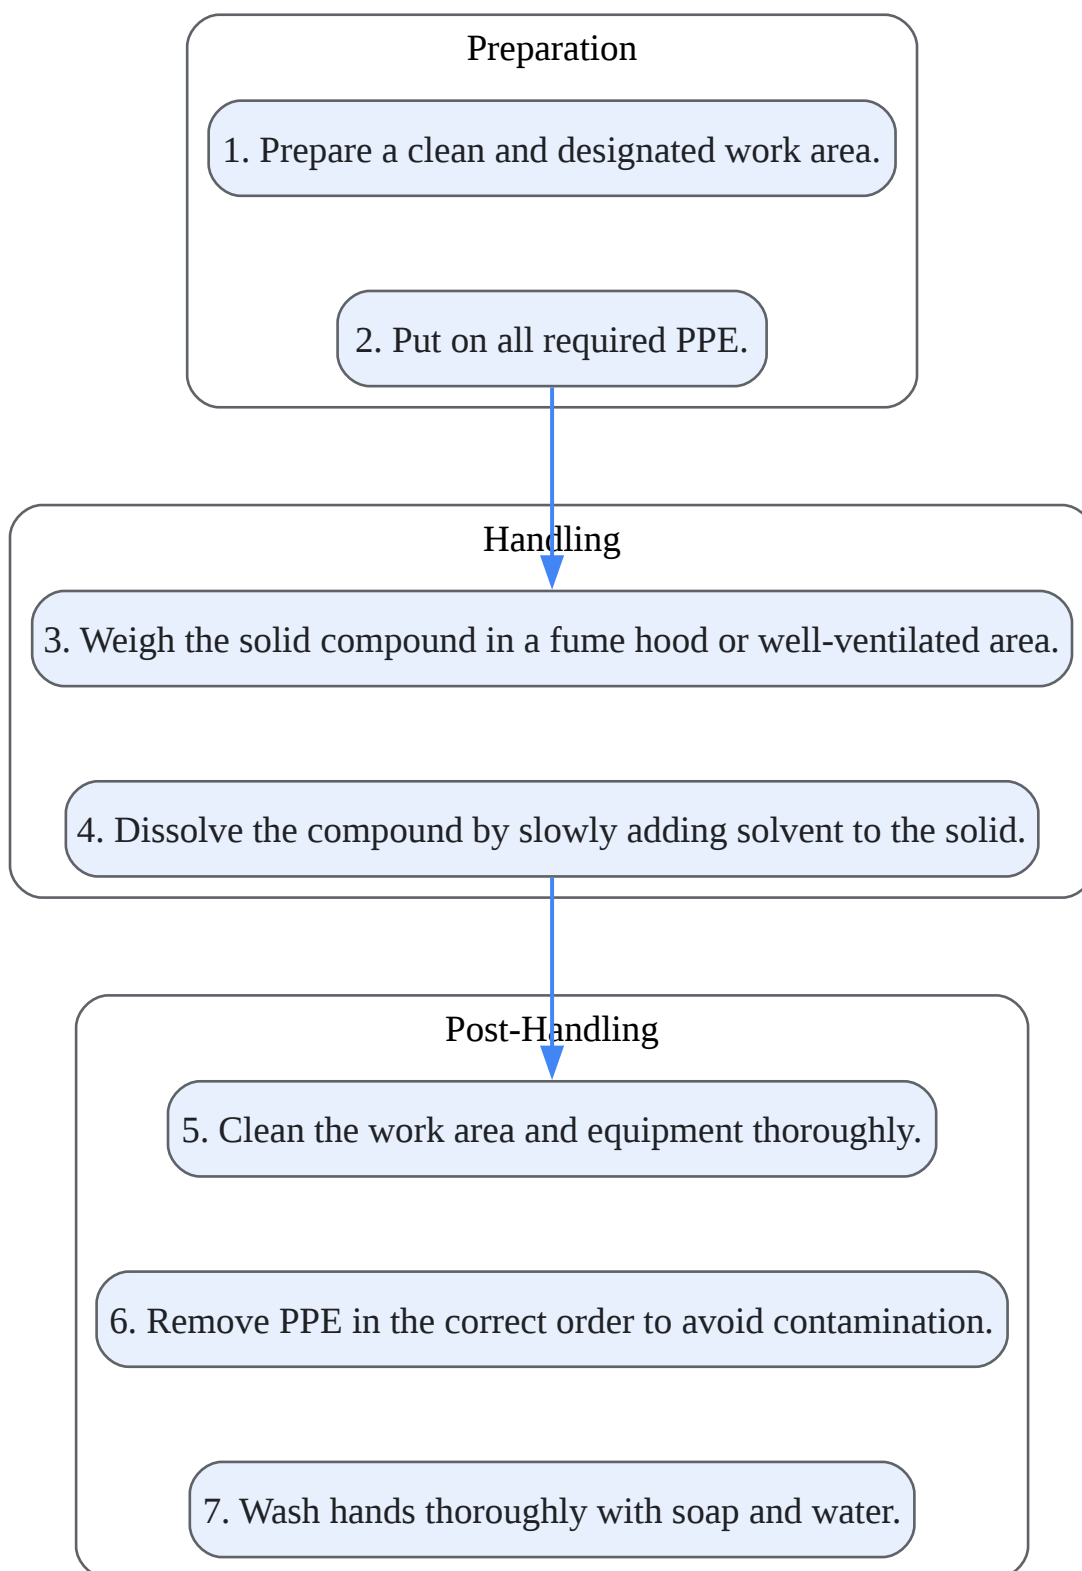 Preparation
1. Prepare a clean and designated work area.
2. Put on all required PPE.
Handling
3. Weigh the solid compound in a fume hood or well-ventilated area.
4. Dissolve the compound by slowly adding solvent to the solid.
Post-Handling
5. Clean the work area and equipment thoroughly.
6. Remove PPE in the correct order to avoid contamination.
7. Wash hands thoroughly with soap and water.